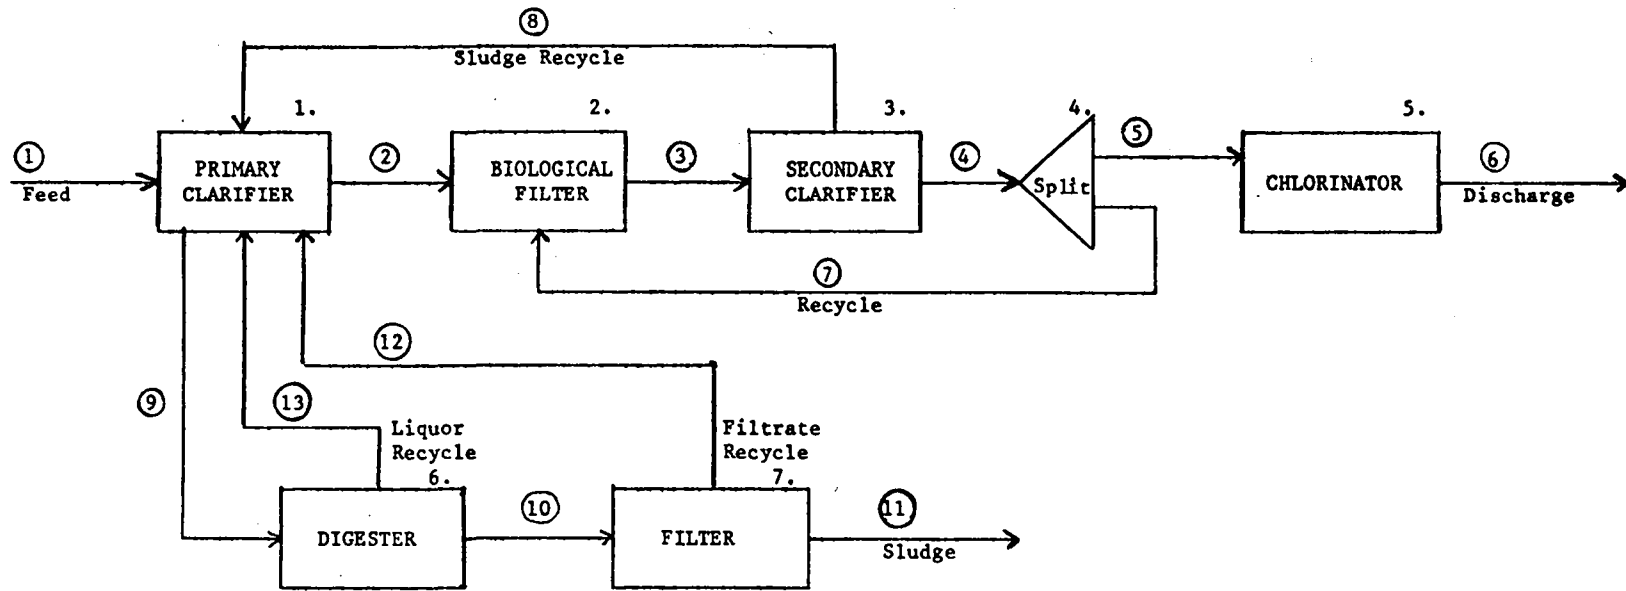 8
Sludge Recycle
1.
2.
3.
4.
5.
1
Feed
PRIMARY
CLARIFIER
2
BIOLOGICAL
FILTER
3
SECONDARY
CLARIFIER
4
Split
5
CHLORINATOR
6
Discharge
7
Recycle
12
9
13
Liquor
Recycle
6.
Filtrate
Recycle
7.
DIGESTER
10
FILTER
11
Sludge